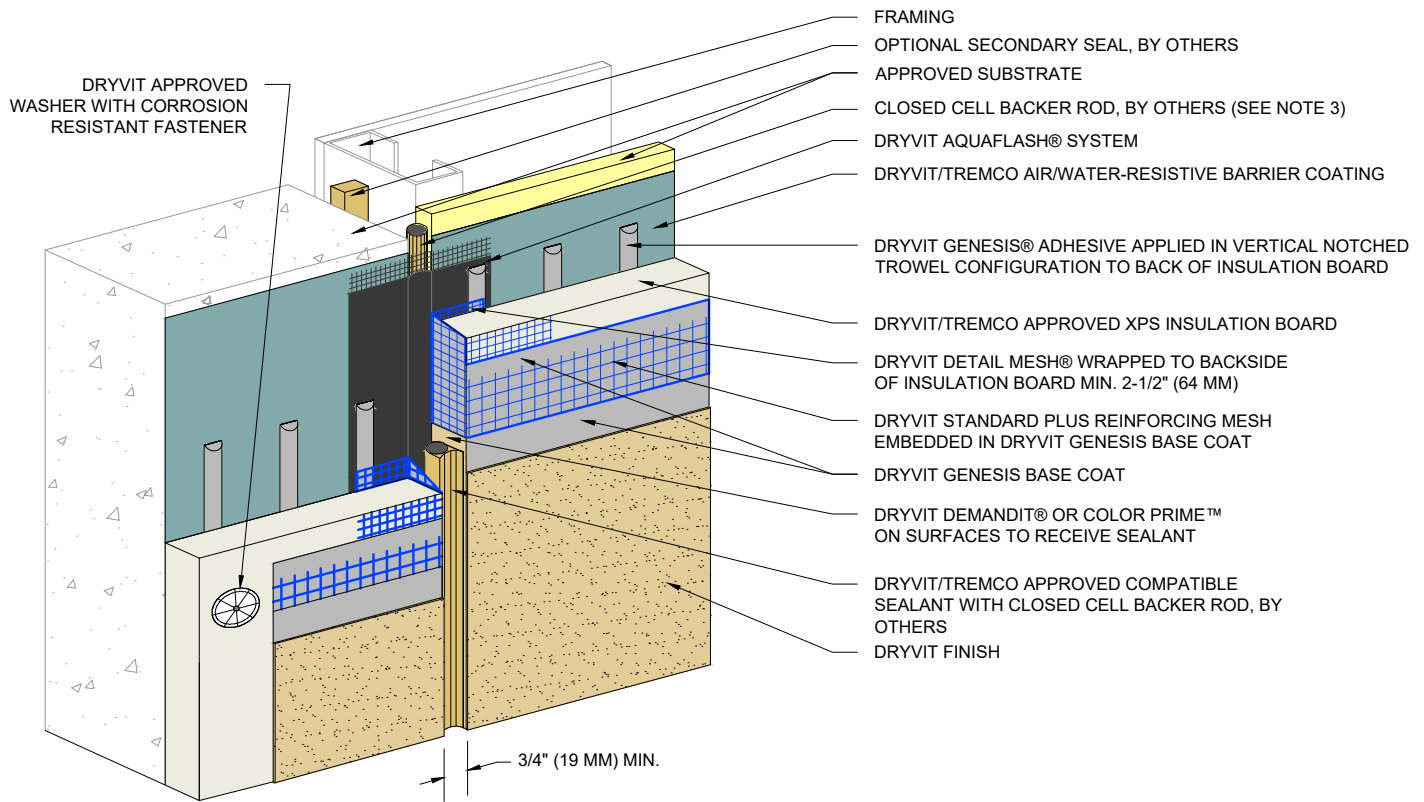 FRAMING
OPTIONAL SECONDARY SEAL, BY OTHERS
APPROVED SUBSTRATE
CLOSED CELL BACKER ROD, BY OTHERS (SEE NOTE 3)
DRYVIT AQUAFLASH® SYSTEM
DRYVIT/TREMCO AIR/WATER-RESISTIVE BARRIER COATING
DRYVIT GENESIS® ADHESIVE APPLIED IN VERTICAL NOTCHED
TROWEL CONFIGURATION TO BACK OF INSULATION BOARD
DRYVIT/TREMCO APPROVED XPS INSULATION BOARD
DRYVIT DETAIL MESH® WRAPPED TO BACKSIDE
OF INSULATION BOARD MIN. 2-1/2" (64 MM)
DRYVIT STANDARD PLUS REINFORCING MESH
EMBEDDED IN DRYVIT GENESIS BASE COAT
DRYVIT GENESIS BASE COAT
DRYVIT DEMANDIT® OR COLOR PRIME™
ON SURFACES TO RECEIVE SEALANT
DRYVIT/TREMCO APPROVED COMPATIBLE
SEALANT WITH CLOSED CELL BACKER ROD, BY
OTHERS
DRYVIT FINISH
DRYVIT APPROVED
WASHER WITH CORROSION
RESISTANT FASTENER
3/4" (19 MM) MIN.